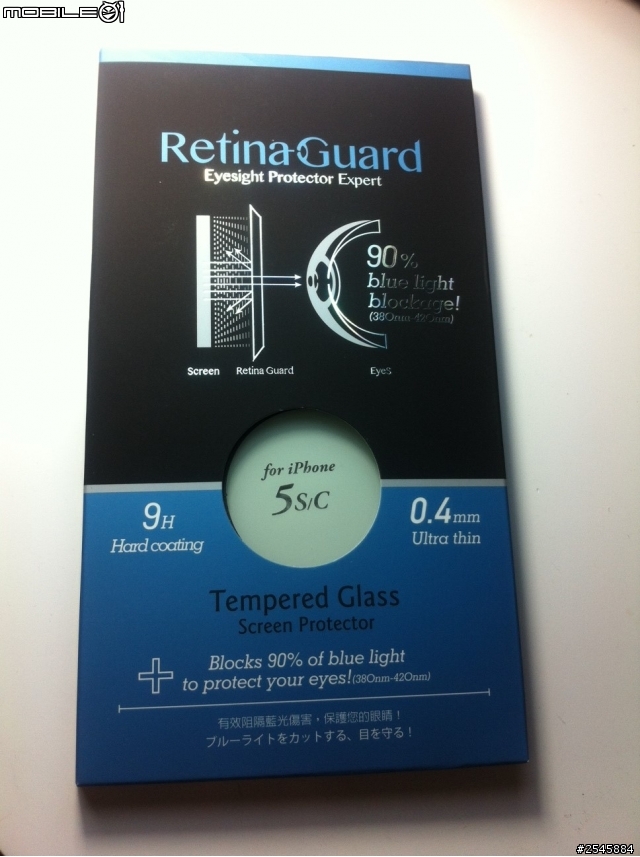 MOBILE01
Retina Guard
Eyesight Protector Expert
90%
blue light
blockage!
(380nm-420nm)
Screen Retina Guard Eyes
for iPhone
5S/C
9H
Hard coating
0.4mm
Ultra thin
Tempered Glass
Screen Protector
Blocks 90% of blue light
to protect your eyes!(380nm-420nm)
有效阻隔藍光傷害，保護您的眼睛！
ブルーライトをカットする、目を守る！
#2545884